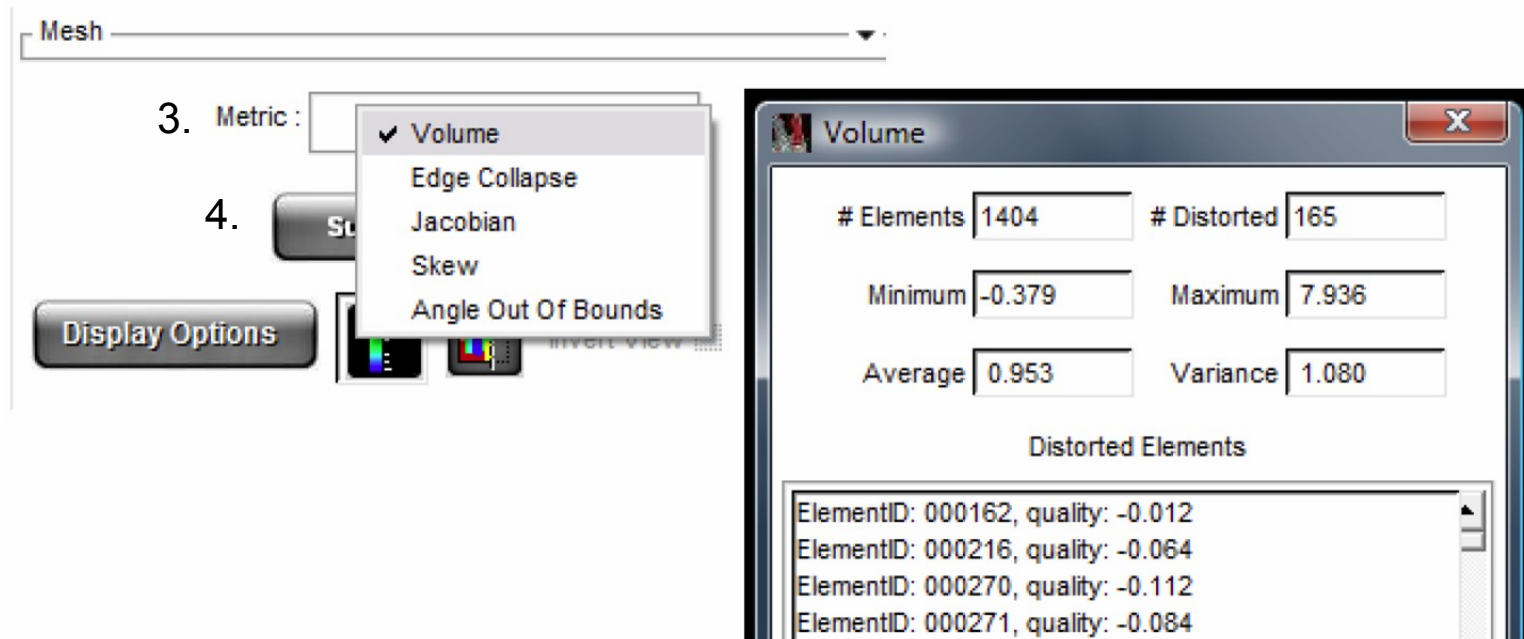 Mesh
3. Metric :
Volume
Edge Collapse
Jacobian
Skew
Angle Out Of Bounds
4.
Display Options
Invert View
Volume
# Elements 1404 # Distorted 165
Minimum -0.379 Maximum 7.936
Average 0.953 Variance 1.080
Distorted Elements
ElementID: 000162, quality: -0.012
ElementID: 000216, quality: -0.064
ElementID: 000270, quality: -0.112
ElementID: 000271, quality: -0.084